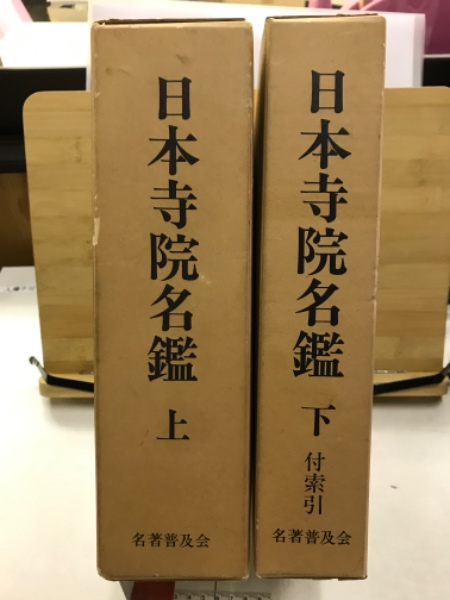 日本寺院名鑑
上
名著普及会
日本寺院名鑑
下
付索引
名著普及会